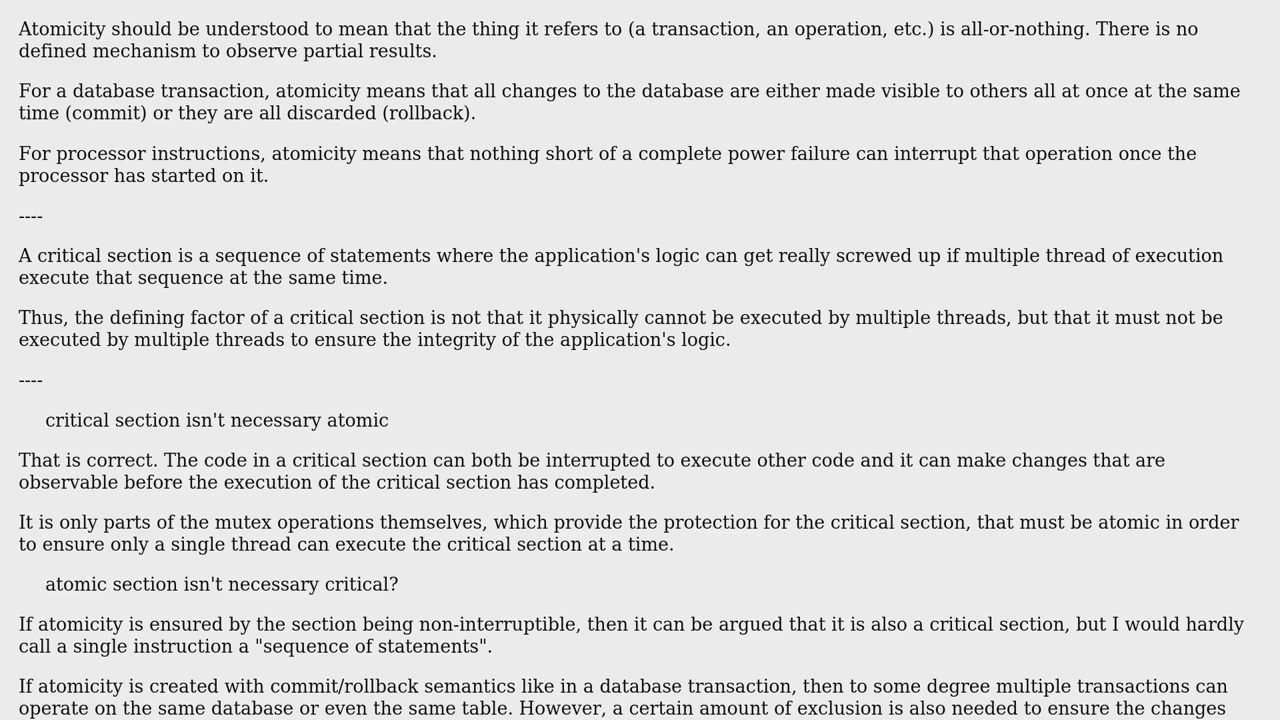 Atomicity should be understood to mean that the thing it refers to (a transaction, an operation, etc.) is all-or-nothing. There is no
defined mechanism to observe partial results.
For a database transaction, atomicity means that all changes to the database are either made visible to others all at once at the same
time (commit) or they are all discarded (rollback).
For processor instructions, atomicity means that nothing short of a complete power failure can interrupt that operation once the
processor has started on it.
----
A critical section is a sequence of statements where the application's logic can get really screwed up if multiple thread of execution
execute that sequence at the same time.
Thus, the defining factor of a critical section is not that it physically cannot be executed by multiple threads, but that it must not be
executed by multiple threads to ensure the integrity of the application's logic.
----
critical section isn't necessary atomic
That is correct. The code in a critical section can both be interrupted to execute other code and it can make changes that are
observable before the execution of the critical section has completed.
It is only parts of the mutex operations themselves, which provide the protection for the critical section, that must be atomic in order
to ensure only a single thread can execute the critical section at a time.
atomic section isn't necessary critical?
If atomicity is ensured by the section being non-interruptible, then it can be argued that it is also a critical section, but I would hardly
call a single instruction a "sequence of statements".
If atomicity is created with commit/rollback semantics like in a database transaction, then to some degree multiple transactions can
operate on the same database or even the same table. However, a certain amount of exclusion is also needed to ensure the changes